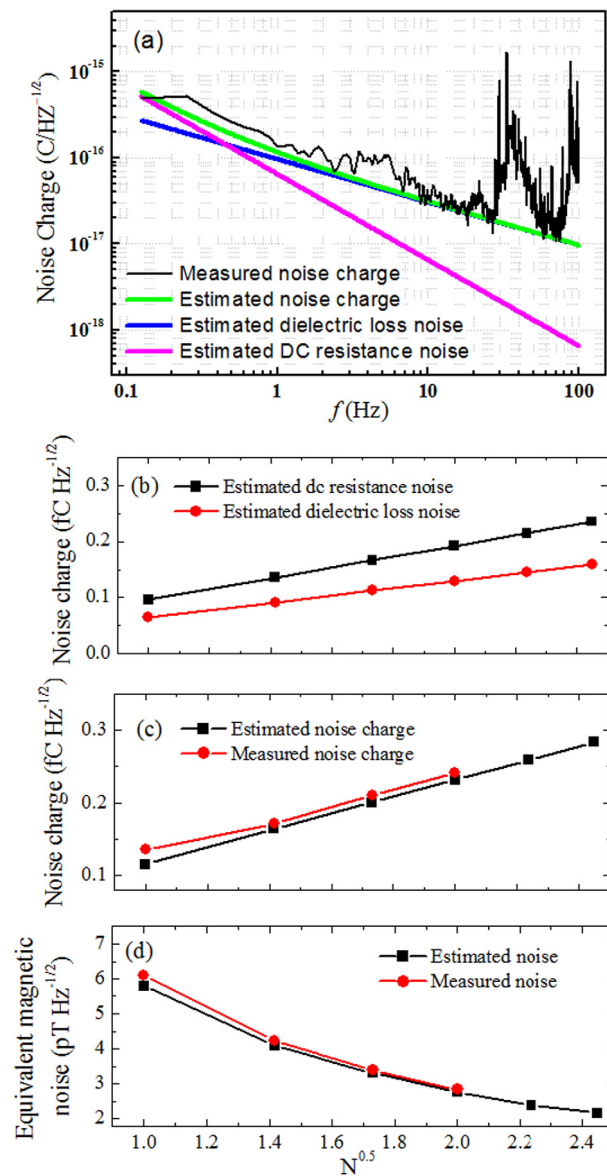 (a)
Noise Charge (C/HZ^-1/2)
10^-15
10^-16
10^-17
10^-18
Measured noise charge
Estimated noise charge
Estimated dielectric loss noise
Estimated DC resistance noise
0.1 1 10 100
f (Hz)
(b)
Noise charge (fC Hz^-1/2)
0.3
0.2
0.1
0.0
Estimated dc resistance noise
Estimated dielectric loss noise
(c)
Noise charge (fC Hz^-1/2)
0.3
0.2
0.1
Estimated noise charge
Measured noise charge
(d)
Equivalent magnetic
noise (pT Hz^-1/2)
7
6
5
4
3
2
Estimated noise
Measured noise
1.0 1.2 1.4 1.6 1.8 2.0 2.2 2.4
N^0.5